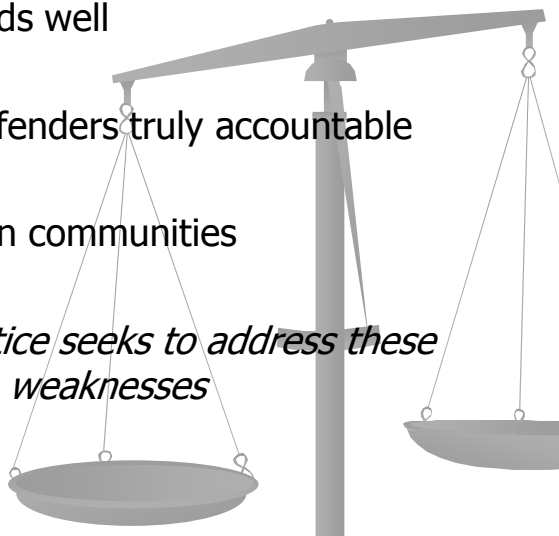 ds well
fenders truly accountable
n communities
tice seeks to address these
weaknesses